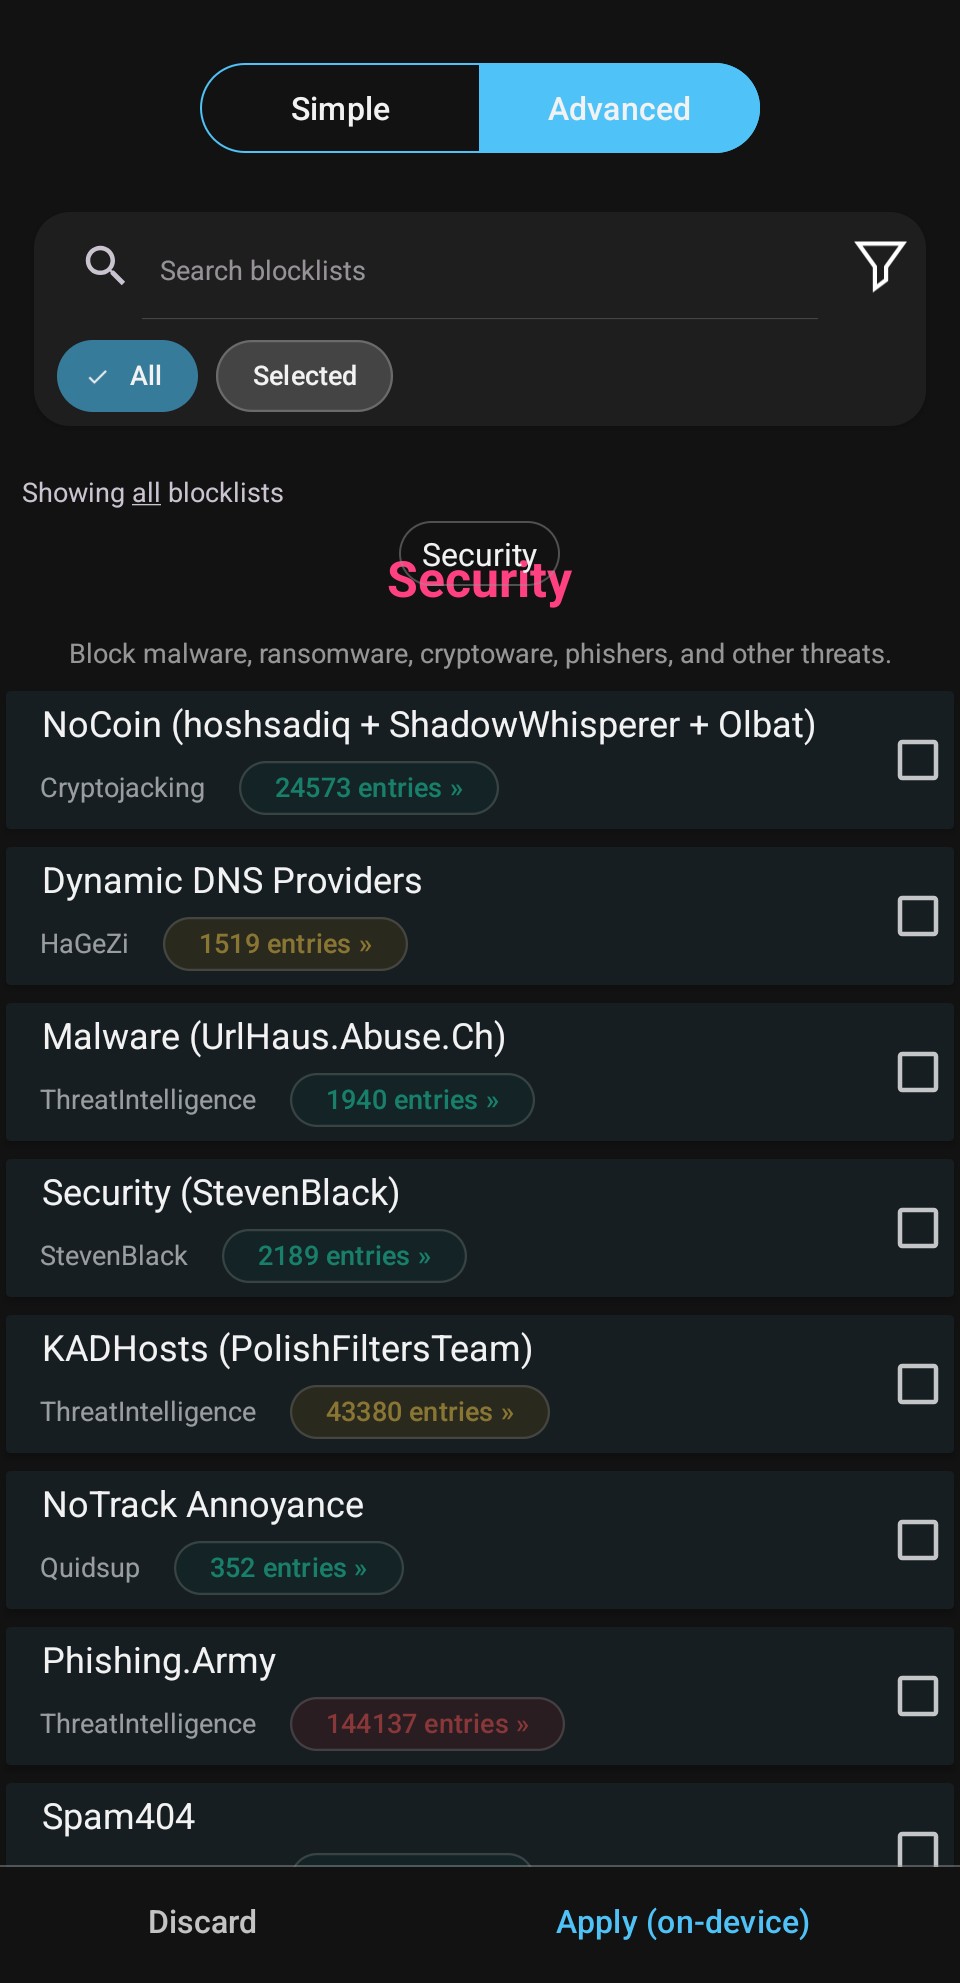 Simple
Advanced
Search blocklists
All
Selected
Showing all blocklists
Security
Security
Block malware, ransomware, cryptoware, phishers, and other threats.
NoCoin (hoshsadiq + ShadowWhisperer + Olbat)
Cryptojacking
24573 entries »
Dynamic DNS Providers
HaGeZi
1519 entries »
Malware (UrlHaus.Abuse.Ch)
ThreatIntelligence
1940 entries »
Security (StevenBlack)
StevenBlack
2189 entries »
KADHosts (PolishFiltersTeam)
ThreatIntelligence
43380 entries »
NoTrack Annoyance
Quidsup
352 entries »
Phishing.Army
ThreatIntelligence
144137 entries »
Spam404
Discard
Apply (on-device)